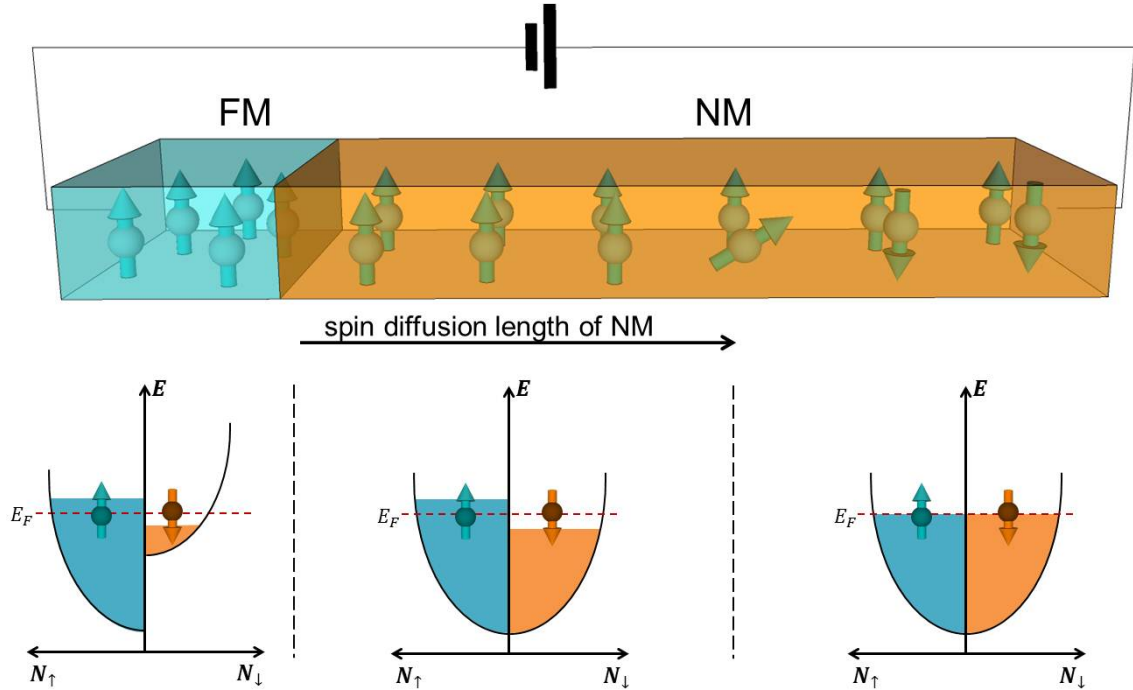 FM
NM
spin diffusion length of NM
E
E
E
E_F
E_F
E_F
N↑
N↓
N↑
N↓
N↑
N↓